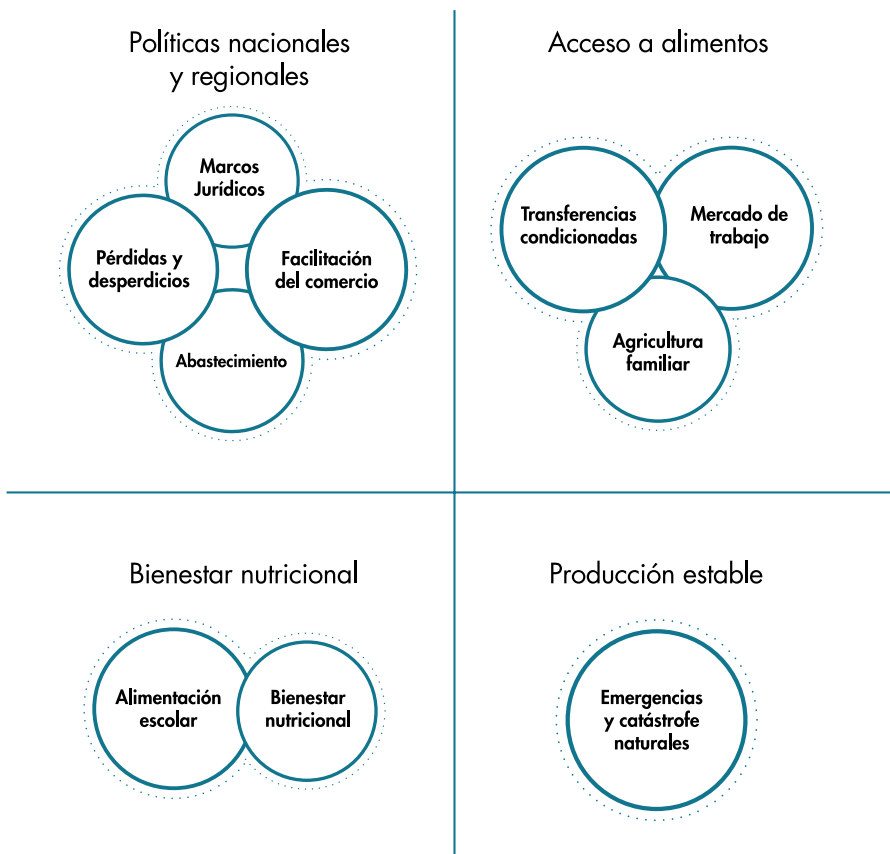 Políticas nacionales
y regionales
Marcos
Jurídicos
Pérdidas y
desperdicios
Facilitación
del comercio
Abastecimiento
Acceso a alimentos
Transferencias
condicionadas
Mercado de
trabajo
Agricultura
familiar
Bienestar nutricional
Alimentación
escolar
Bienestar
nutricional
Producción estable
Emergencias
y catástrofe
naturales